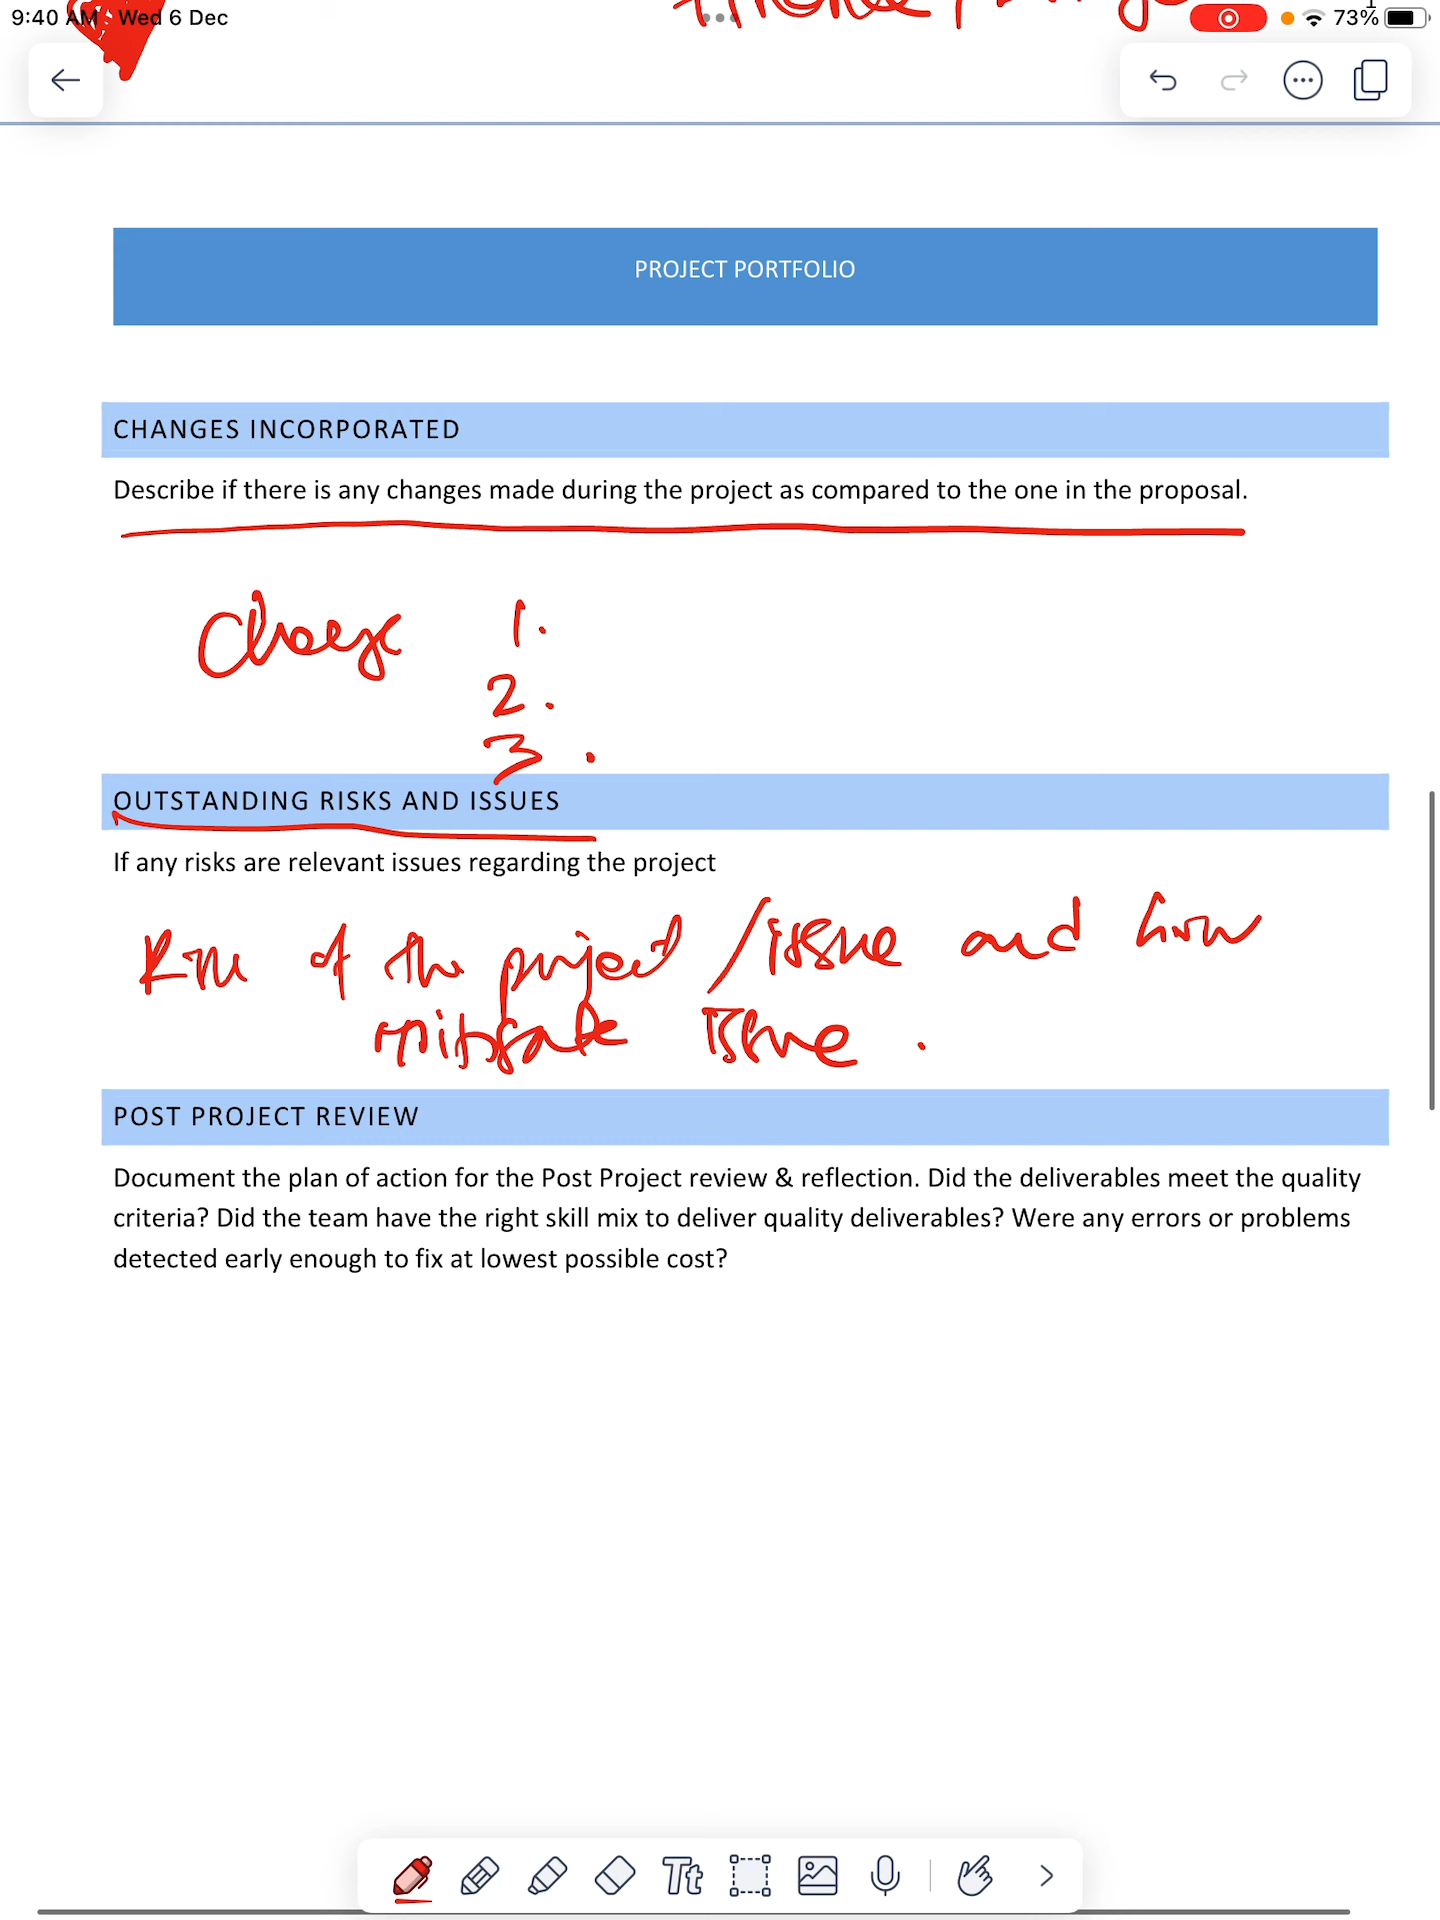 9:40 AM Wed 6 Dec
73%
PROJECT PORTFOLIO
CHANGES INCORPORATED
Describe if there is any changes made during the project as compared to the one in the proposal.
Change 1.
2.
3.
OUTSTANDING RISKS AND ISSUES
If any risks are relevant issues regarding the project
of the project / issue and how
mitigate issue.
POST PROJECT REVIEW
Document the plan of action for the Post Project review & reflection. Did the deliverables meet the quality
criteria? Did the team have the right skill mix to deliver quality deliverables? Were any errors or problems
detected early enough to fix at lowest possible cost?
Tt